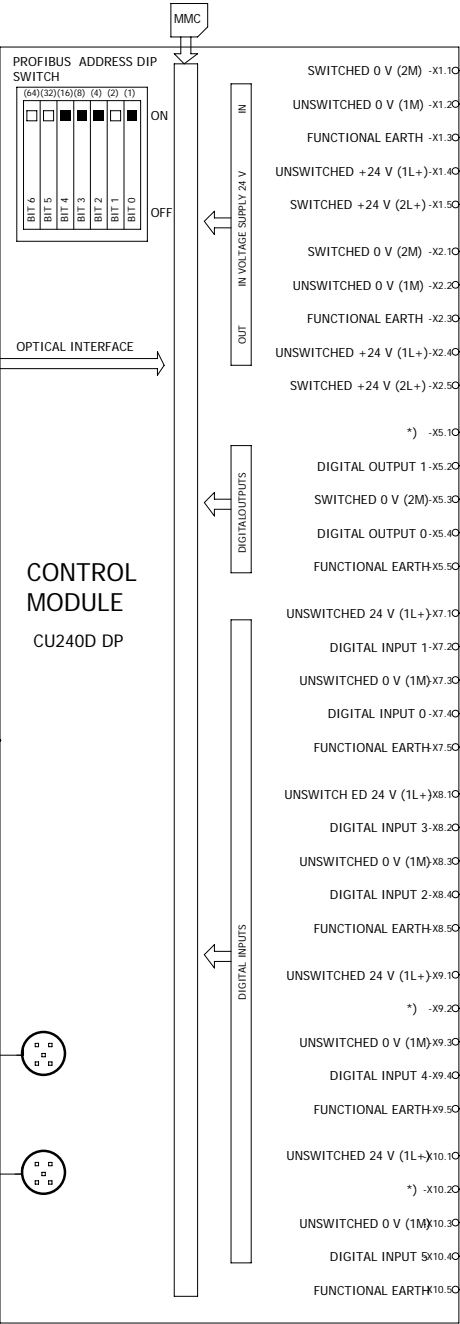 MMC
PROFIBUS ADDRESS DIP
SWITCH
(64)(32)(16)(8) (4) (2) (1)
ON
BIT 6 BIT 5 BIT 4 BIT 3 BIT 2 BIT 1 BIT 0
OFF
IN
IN VOLTAGE SUPPLY 24 V
OUT
SWITCHED 0 V (2M) -X1.1
UNSWITCHED 0 V (1M) -X1.2
FUNCTIONAL EARTH -X1.3
UNSWITCHED +24 V (1L+) -X1.4
SWITCHED +24 V (2L+) -X1.5
SWITCHED 0 V (2M) -X2.1
UNSWITCHED 0 V (1M) -X2.2
FUNCTIONAL EARTH -X2.3
UNSWITCHED +24 V (1L+) -X2.4
SWITCHED +24 V (2L+) -X2.5
OPTICAL INTERFACE
DIGITALOUTPUTS
*) -X5.1
DIGITAL OUTPUT 1 -X5.2
SWITCHED 0 V (2M) -X5.3
DIGITAL OUTPUT 0 -X5.4
FUNCTIONAL EARTH -X5.5
CONTROL
MODULE
CU240D DP
DIGITAL INPUTS
UNSWITCHED 24 V (1L+) -X7.1
DIGITAL INPUT 1 -X7.2
UNSWITCHED 0 V (1M) -X7.3
DIGITAL INPUT 0 -X7.4
FUNCTIONAL EARTH -X7.5
UNSWITCH ED 24 V (1L+) -X8.1
DIGITAL INPUT 3 -X8.2
UNSWITCHED 0 V (1M) -X8.3
DIGITAL INPUT 2 -X8.4
FUNCTIONAL EARTH -X8.5
UNSWITCHED 24 V (1L+) -X9.1
*) -X9.2
UNSWITCHED 0 V (1M) -X9.3
DIGITAL INPUT 4 -X9.4
FUNCTIONAL EARTH -X9.5
UNSWITCHED 24 V (1L+) -X10.1
*) -X10.2
UNSWITCHED 0 V (1M) -X10.3
DIGITAL INPUT 5 -X10.4
FUNCTIONAL EARTH -X10.5